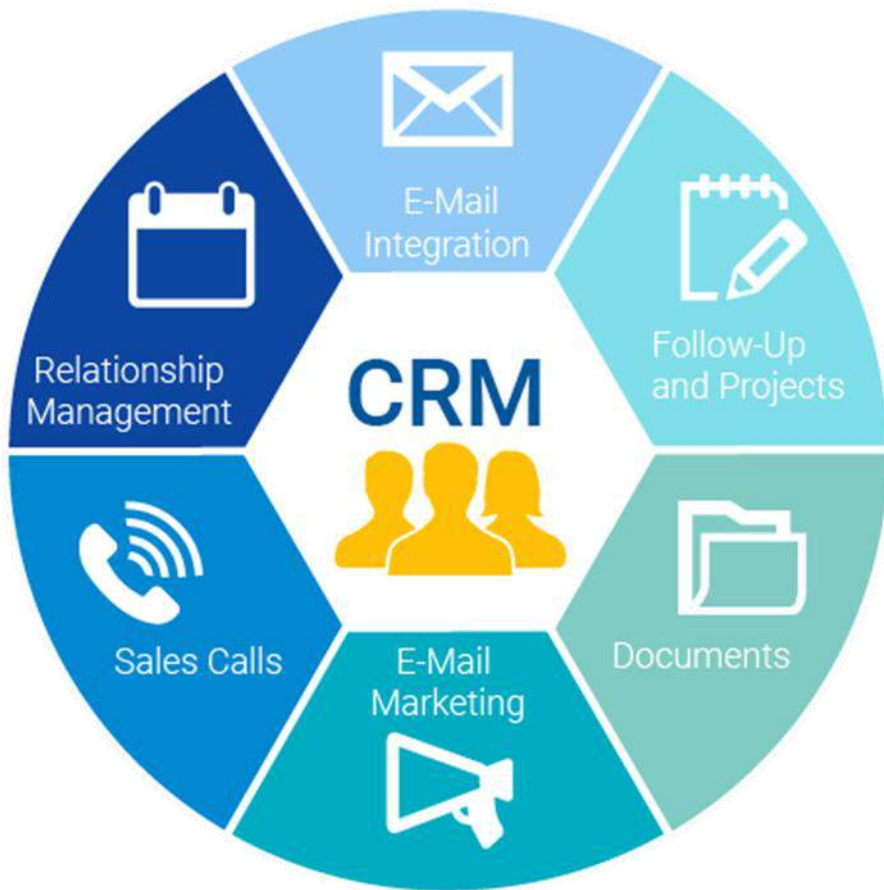 E-Mail
Integration
Follow-Up
and Projects
Documents
E-Mail
Marketing
Sales Calls
Relationship
Management
CRM